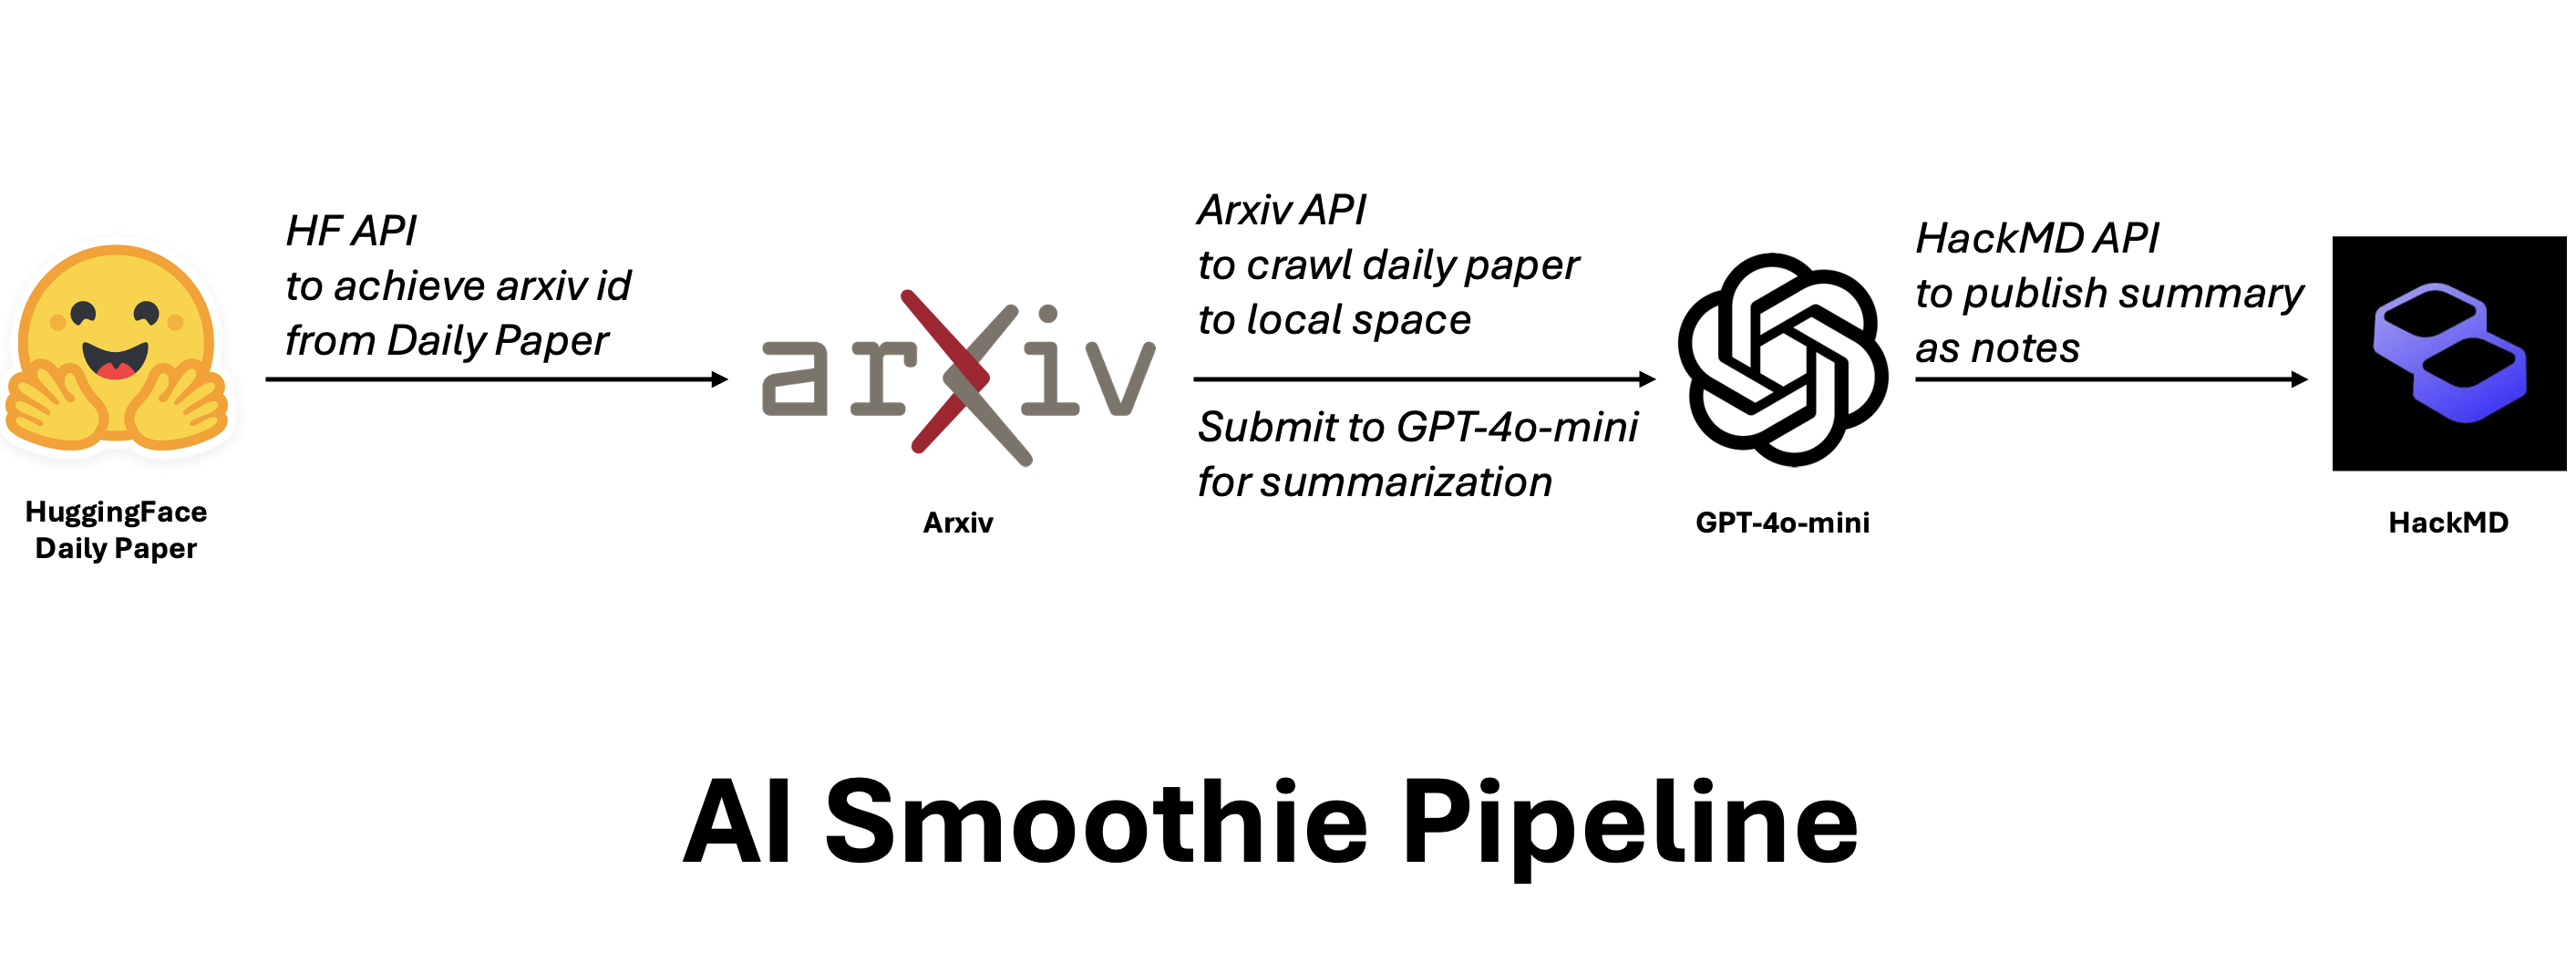 HF API
to achieve arxiv id
from Daily Paper
Arxiv API
to crawl daily paper
to local space
Submit to GPT-4o-mini
for summarization
HackMD API
to publish summary
as notes
arXiv
HuggingFace
Daily Paper
Arxiv
GPT-4o-mini
HackMD
AI Smoothie Pipeline